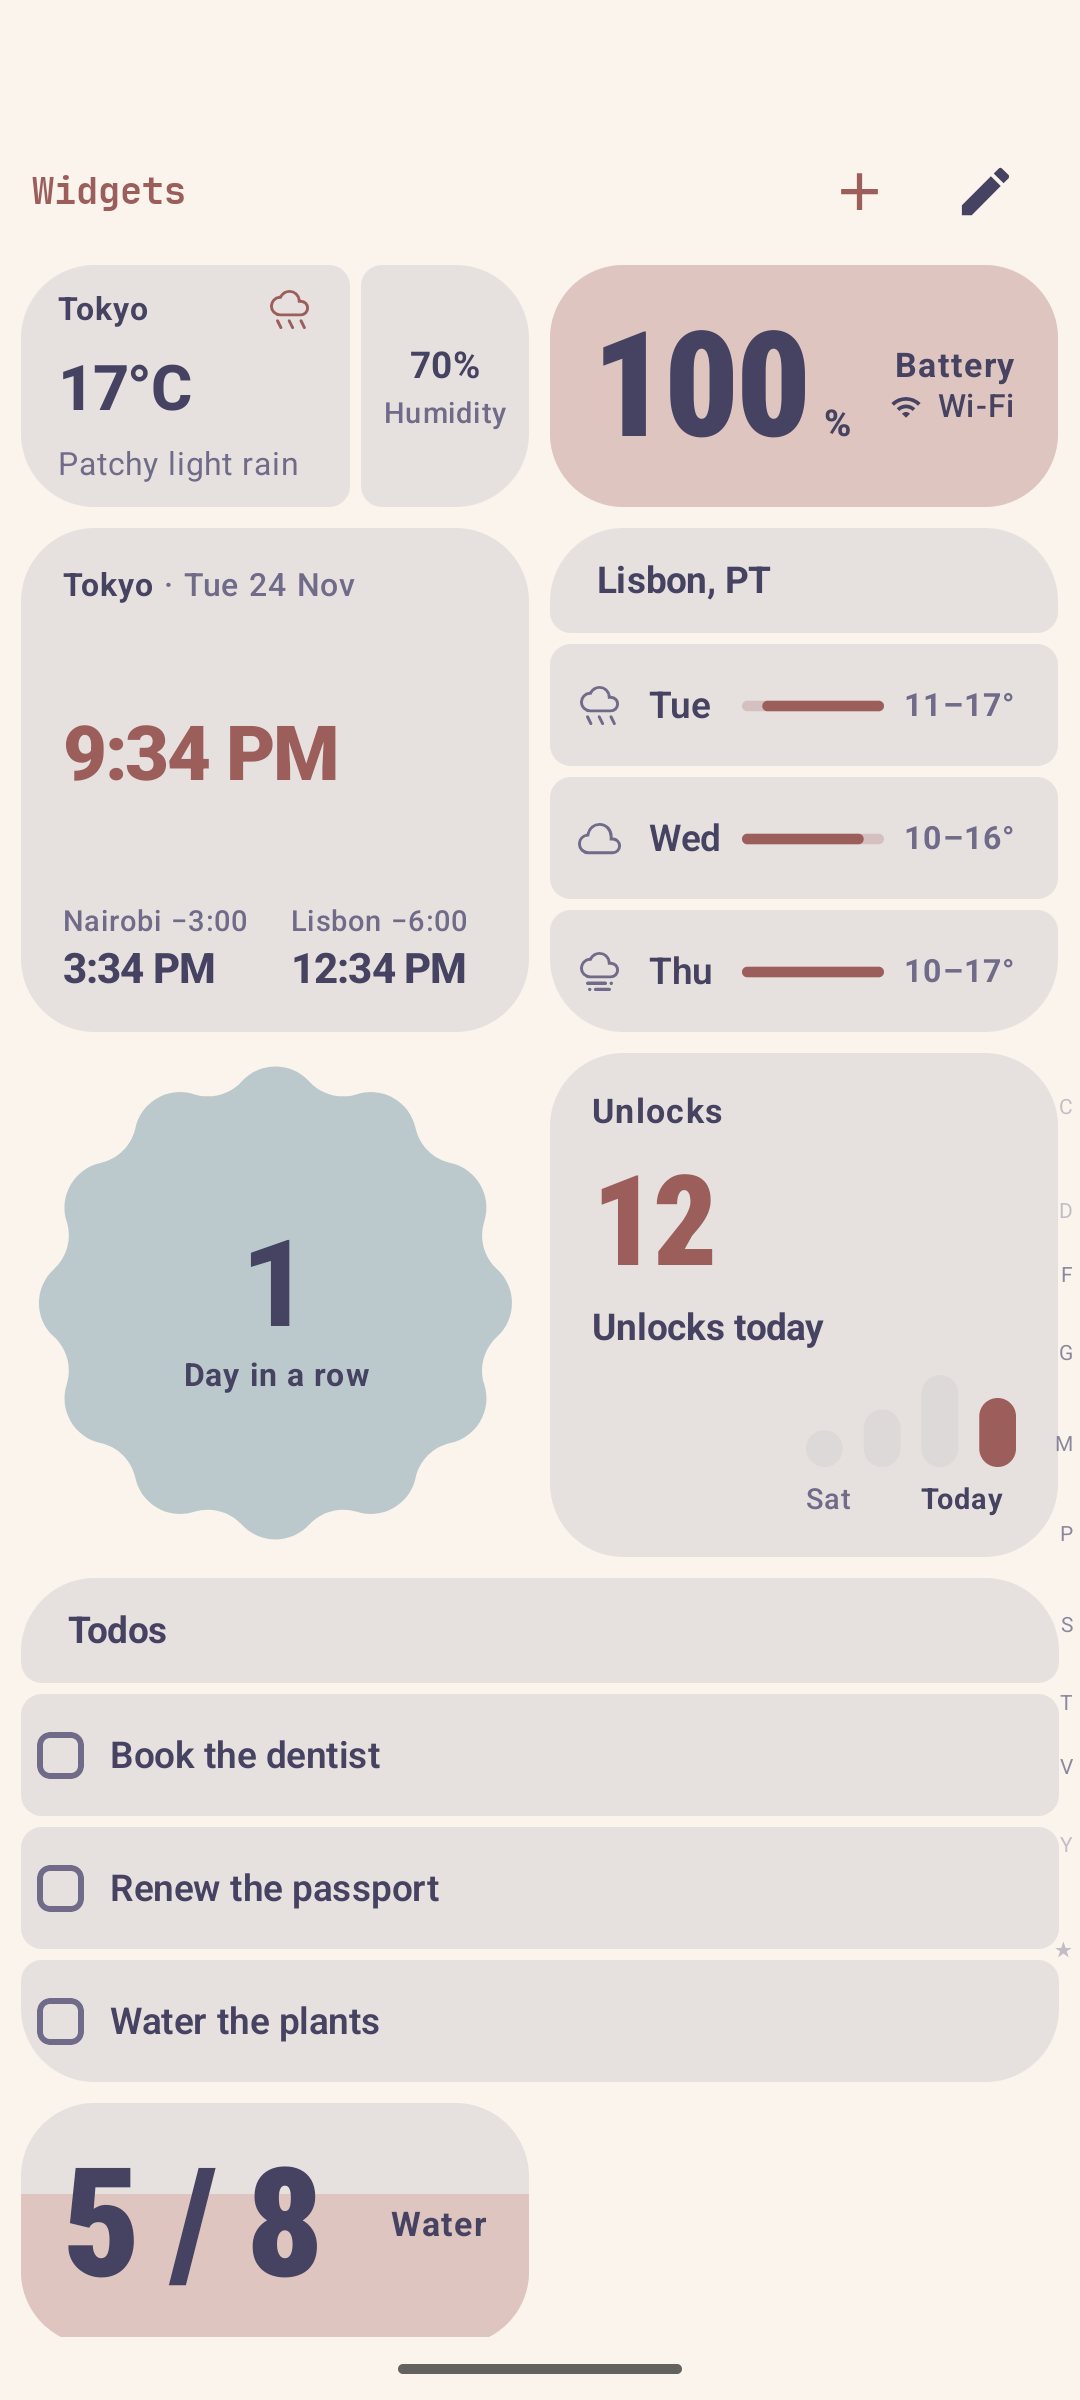 Widgets
Tokyo
17°C
Patchy light rain
70%
Humidity
100 %
Battery
Wi-Fi
Tokyo · Tue 24 Nov
9:34 PM
Nairobi −3:00
3:34 PM
Lisbon −6:00
12:34 PM
Lisbon, PT
Tue 11–17°
Wed 10–16°
Thu 10–17°
1
Day in a row
Unlocks
12
Unlocks today
Sat
Today
Todos
Book the dentist
Renew the passport
Water the plants
5 / 8
Water
C
D
F
G
M
P
S
T
V
Y
★